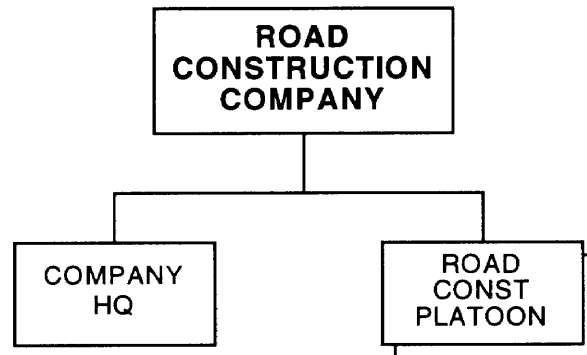 ROAD
CONSTRUCTION
COMPANY
COMPANY
HQ
ROAD
CONST
PLATOON